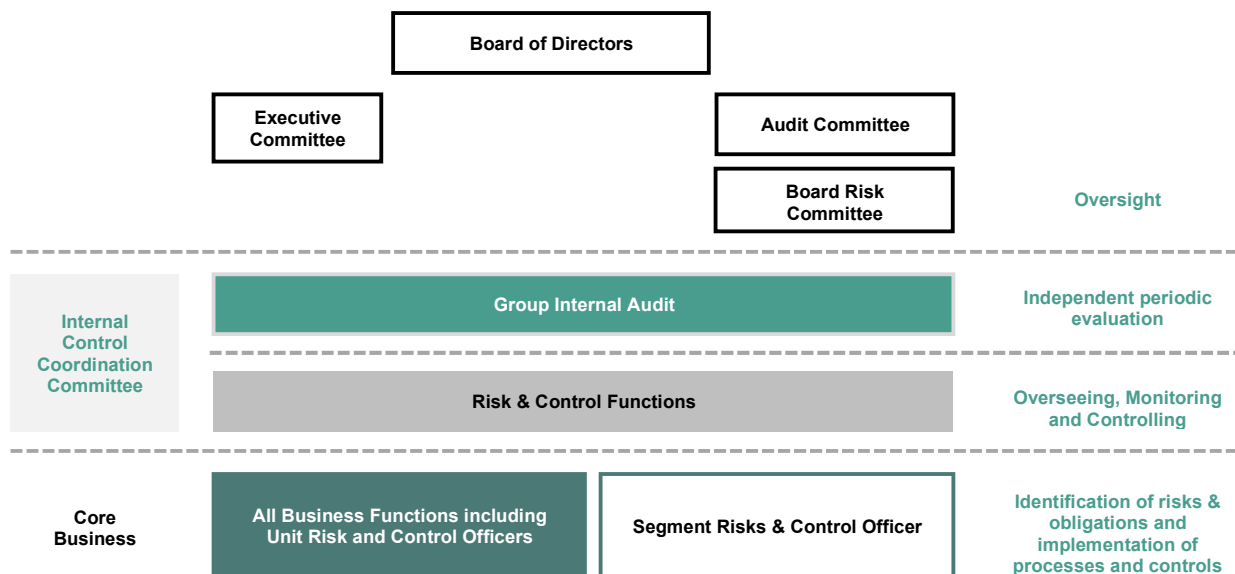 Board of Directors
Executive
Committee
Audit Committee
Board Risk
Committee
Oversight
Internal
Control
Coordination
Committee
Group Internal Audit
Independent periodic
evaluation
Risk & Control Functions
Overseeing, Monitoring
and Controlling
Core
Business
All Business Functions including
Unit Risk and Control Officers
Segment Risks & Control Officer
Identification of risks &
obligations and
implementation of
processes and controls